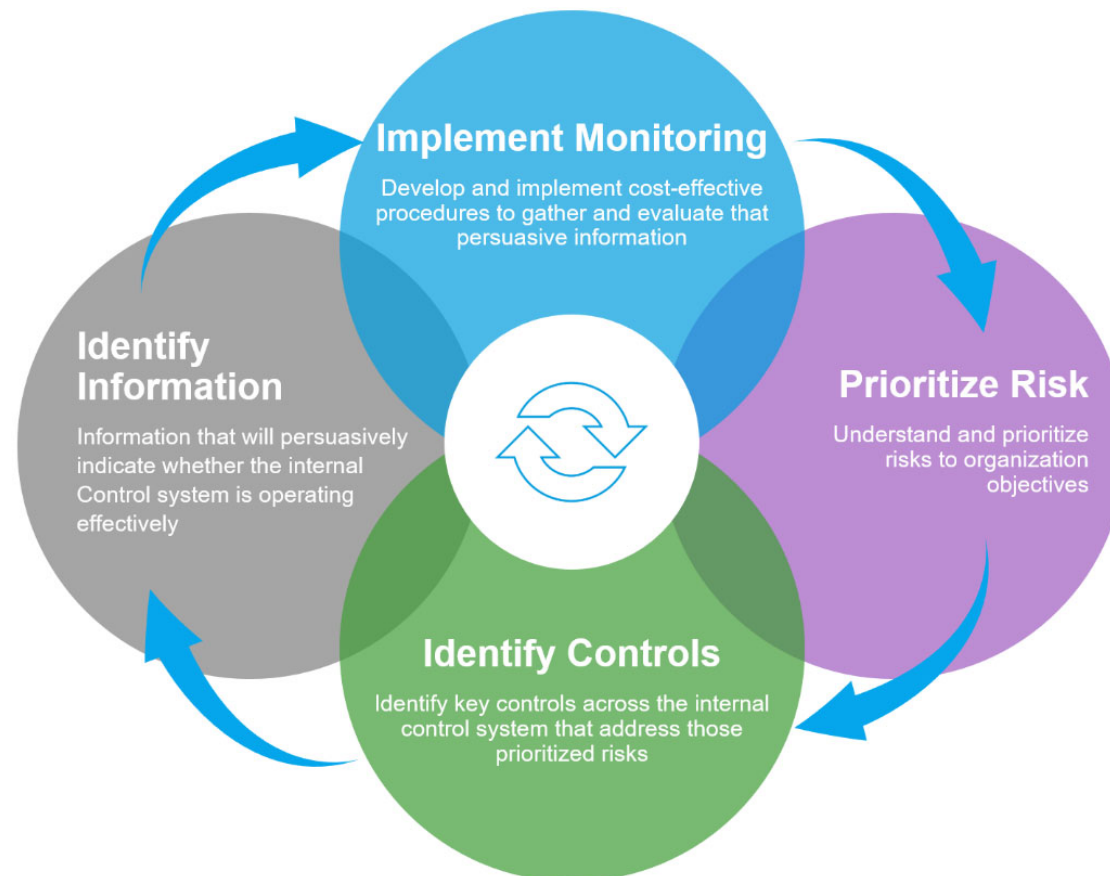 Implement Monitoring
Develop and implement cost-effective
procedures to gather and evaluate that
persuasive information
Prioritize Risk
Understand and prioritize
risks to organization
objectives
Identify Controls
Identify key controls across the internal
control system that address those
prioritized risks
Identify
Information
Information that will persuasively
indicate whether the internal
Control system is operating
effectively